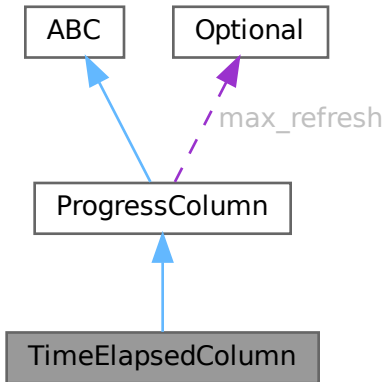 ABC
Optional
max_refresh
ProgressColumn
TimeElapsedColumn